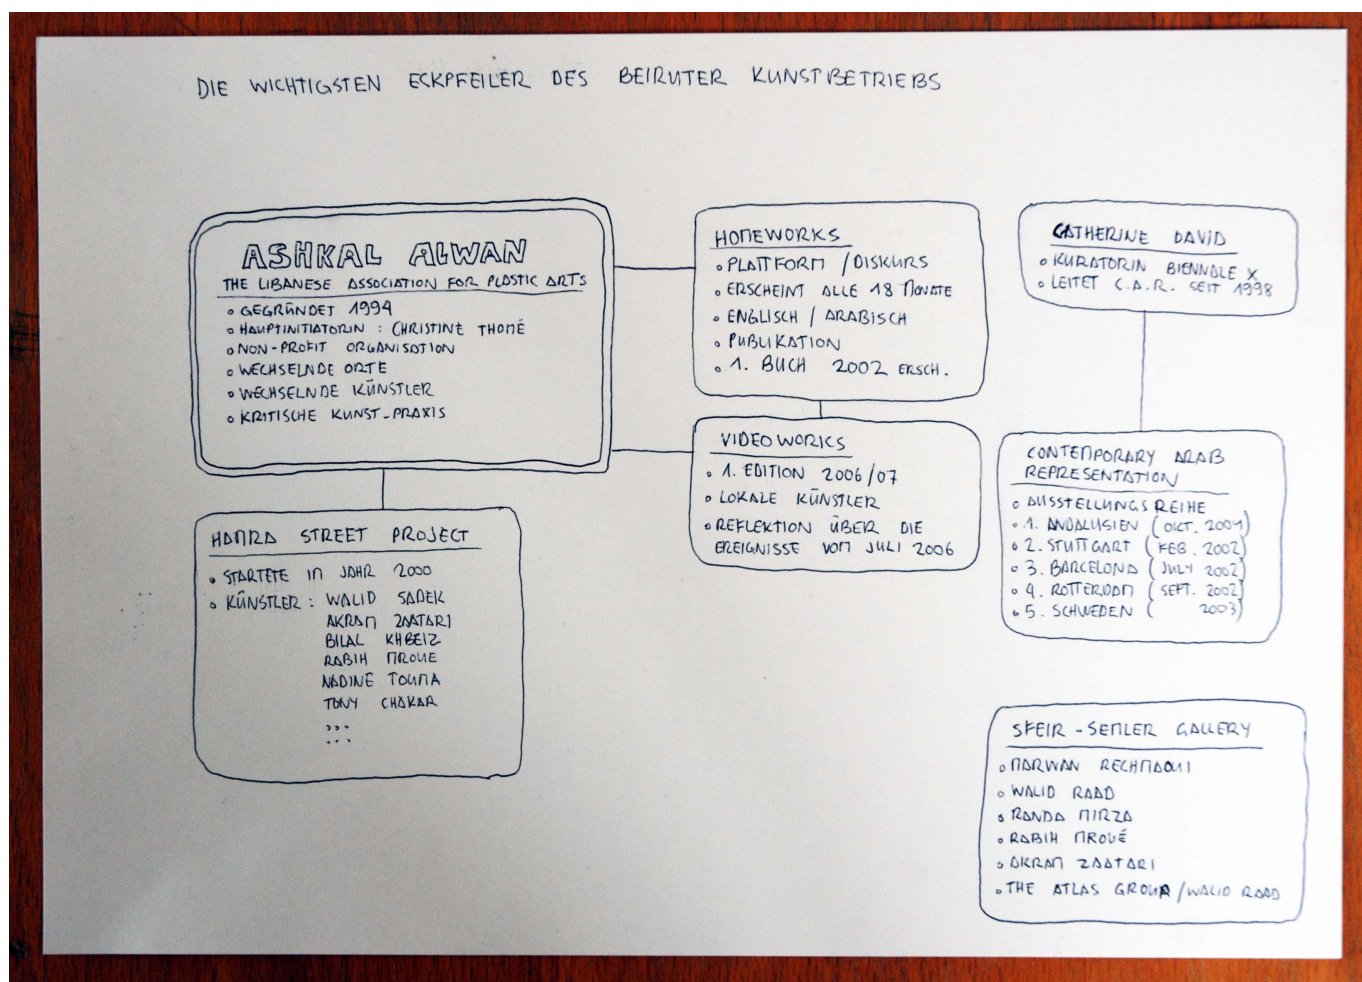 DIE WICHTIGSTEN ECKPFEILER DES BEIRUTER KUNSTBETRIEBS
ASHKAL ALWAN
THE LIBANESE ASSOCIATION FOR PLASTIC ARTS
GEGRÜNDET 1994
HAUPTINITIATORIN : CHRISTINE THOMÉ
NON-PROFIT ORGANISATION
WECHSELNDE ORTE
WECHSELNDE KÜNSTLER
KRITISCHE KUNST-PRAXIS
HOMEWORKS
PLATTFORM / DISKURS
ERSCHEINT ALLE 18 MONATE
ENGLISCH / ARABISCH
PUBLIKATION
1. BUCH 2002 ERSCH.
CATHERINE DAVID
KURATORIN BIENNALE X
LEITET C.A.R. SEIT 1998
VIDEOWORKS
1. EDITION 2006/07
LOKALE KÜNSTLER
REFLEKTION ÜBER DIE
EREIGNISSE VOM JULI 2006
CONTEMPORARY ARAB
REPRESENTATION
AUSSTELLUNGSREIHE
1. ANDALUSIEN (OKT. 2001)
2. STUTTGART (FEB. 2002)
3. BARCELONA (JULY 2002)
4. ROTTERDAM (SEPT. 2002)
5. SCHWEDEN ( 2003)
HAMRA STREET PROJECT
STARTETE IM JAHR 2000
KÜNSTLER : WALID SADEK
AKRAM ZAATARI
BILAL KHBEIZ
RABIH MROUE
NADINE TOUMA
TONY CHAKAR
...
...
SFEIR-SEMLER GALLERY
MARWAN RECHMAOUI
WALID RAAD
RANDA MIRZA
RABIH MROUÉ
AKRAM ZAATARI
THE ATLAS GROUP/WALID RAAD